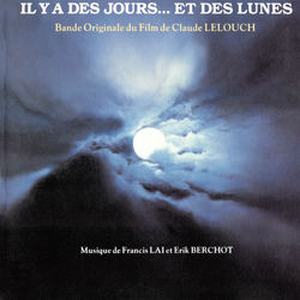 IL Y A DES JOURS... ET DES LUNES
Bande Originale du Film de Claude LELOUCH
Musique de Francis LAI et Erik BERCHOT